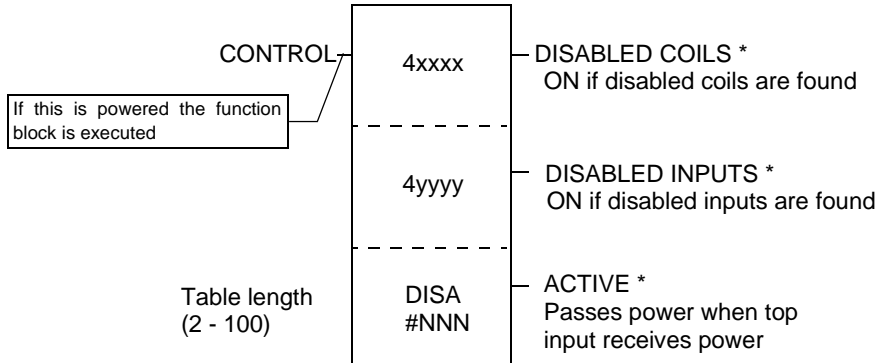 CONTROL
4xxxx
DISABLED COILS *
ON if disabled coils are found
If this is powered the function
block is executed
4yyyy
DISABLED INPUTS *
ON if disabled inputs are found
Table length
(2 - 100)
DISA
#NNN
ACTIVE *
Passes power when top
input receives power